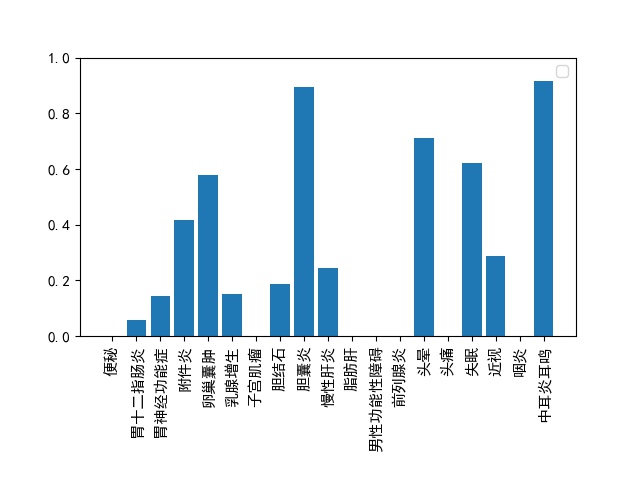 1.0
0.8
0.6
0.4
0.2
0.0
便秘
胃十二指肠炎
胃神经功能症
附件炎
卵巢囊肿
乳腺增生
子宫肌瘤
胆结石
胆囊炎
慢性肝炎
脂肪肝
男性功能性障碍
前列腺炎
头晕
头痛
失眠
近视
咽炎
中耳炎耳鸣